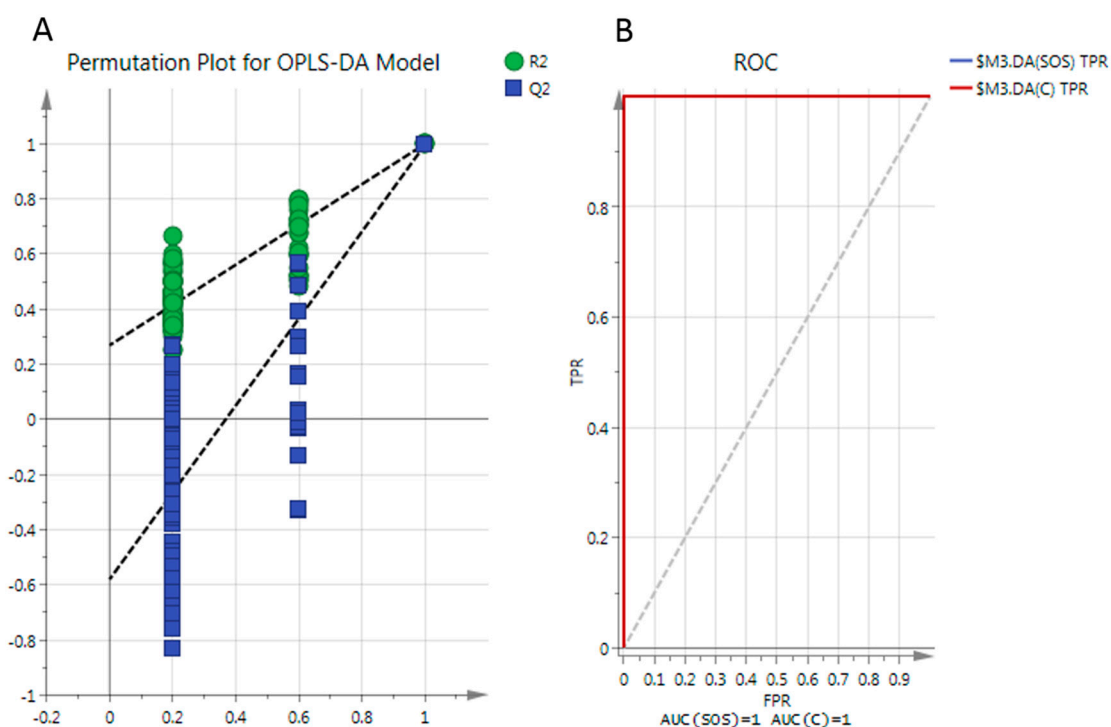 A
Permutation Plot for OPLS-DA Model
R2
Q2
1
0.8
0.6
0.4
0.2
0
-0.2
-0.4
-0.6
-0.8
-1
-0.2 0 0.2 0.4 0.6 0.8 1
B
ROC
$M3.DA(SOS) TPR
$M3.DA(C) TPR
TPR
0.8
0.6
0.4
0.2
0
0 0.1 0.2 0.3 0.4 0.5 0.6 0.7 0.8 0.9
FPR
AUC(SOS)=1 AUC(C)=1